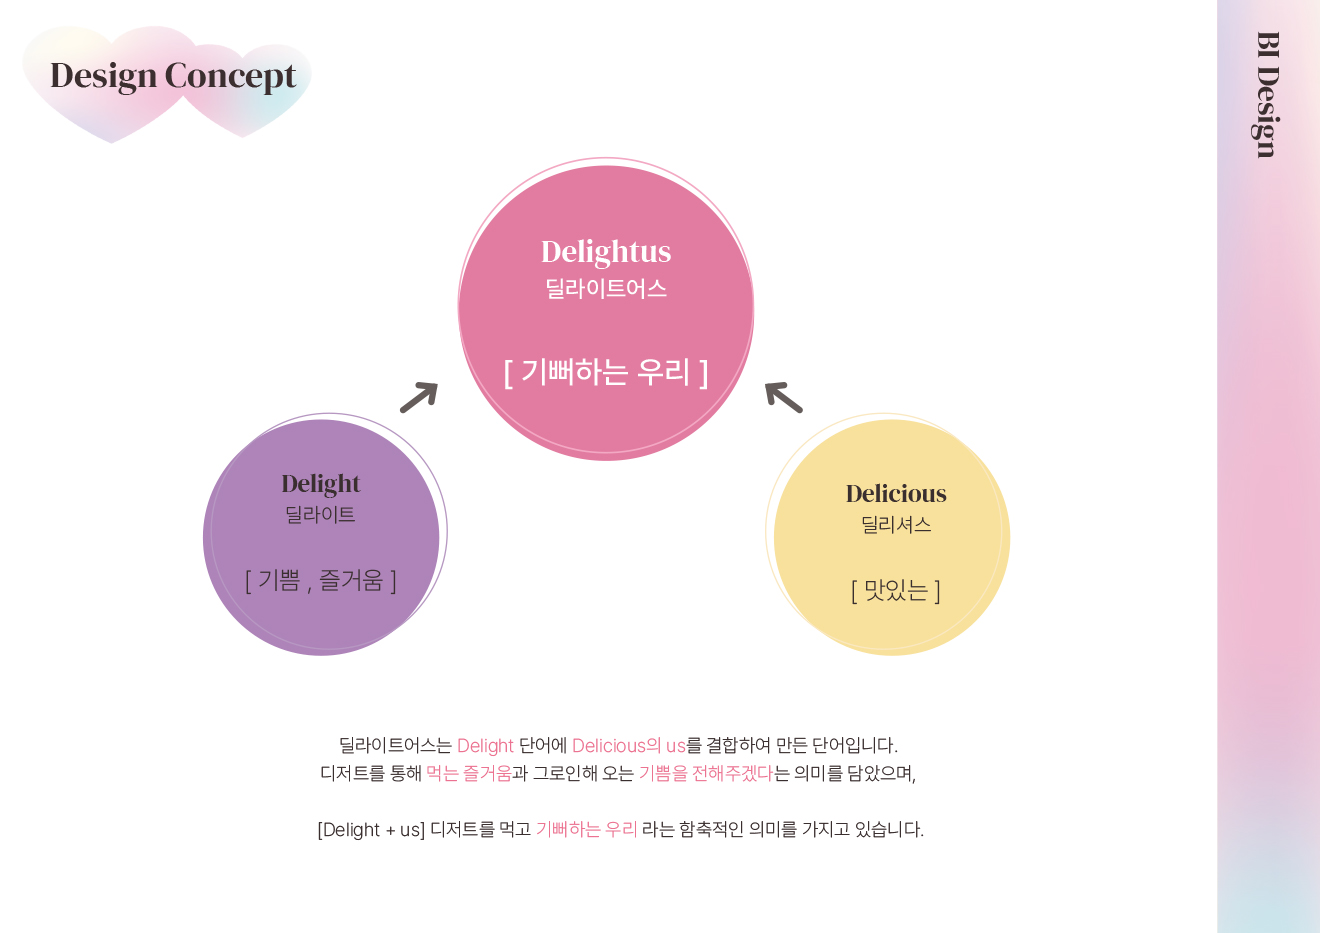 Design Concept
BI Design
Delightus
딜라이트어스
[ 기뻐하는 우리 ]
Delight
딜라이트
[ 기쁨 , 즐거움 ]
Delicious
딜리셔스
[ 맛있는 ]
딜라이트어스는 Delight 단어에 Delicious의 us를 결합하여 만든 단어입니다.
디저트를 통해 먹는 즐거움과 그로인해 오는 기쁨을 전해주겠다는 의미를 담았으며,
[Delight + us] 디저트를 먹고 기뻐하는 우리 라는 함축적인 의미를 가지고 있습니다.